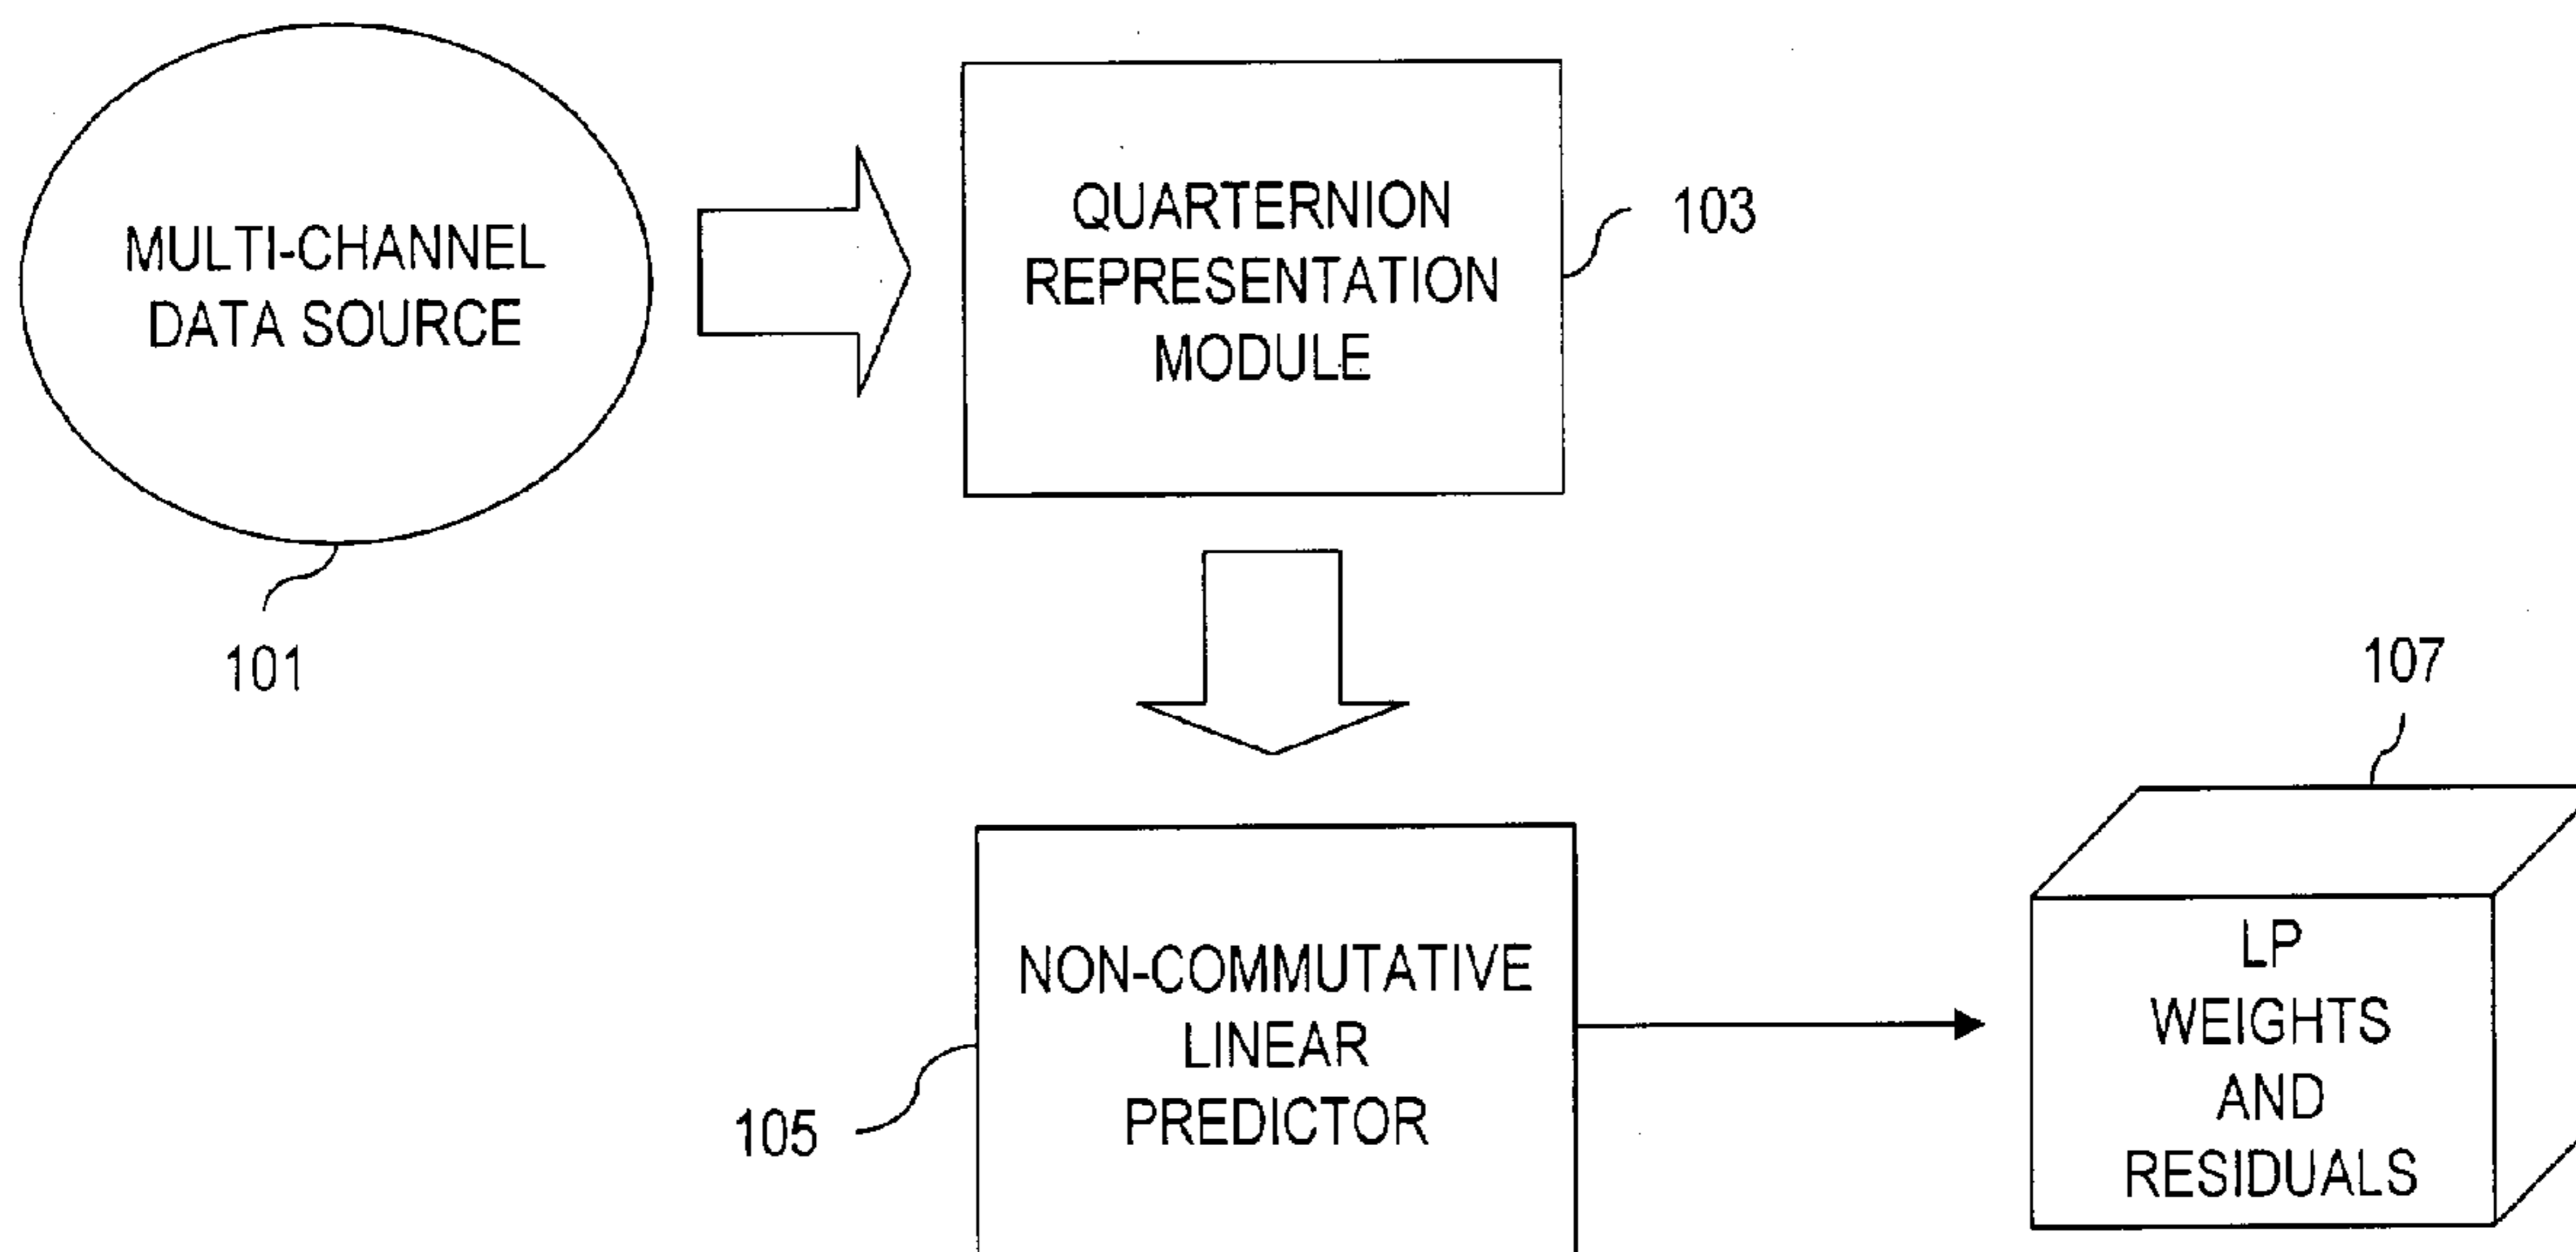 MULTI-CHANNEL
DATA SOURCE
101
QUARTERNION
REPRESENTATION
MODULE
103
NON-COMMUTATIVE
LINEAR
PREDICTOR
105
107
LP
WEIGHTS
AND
RESIDUALS